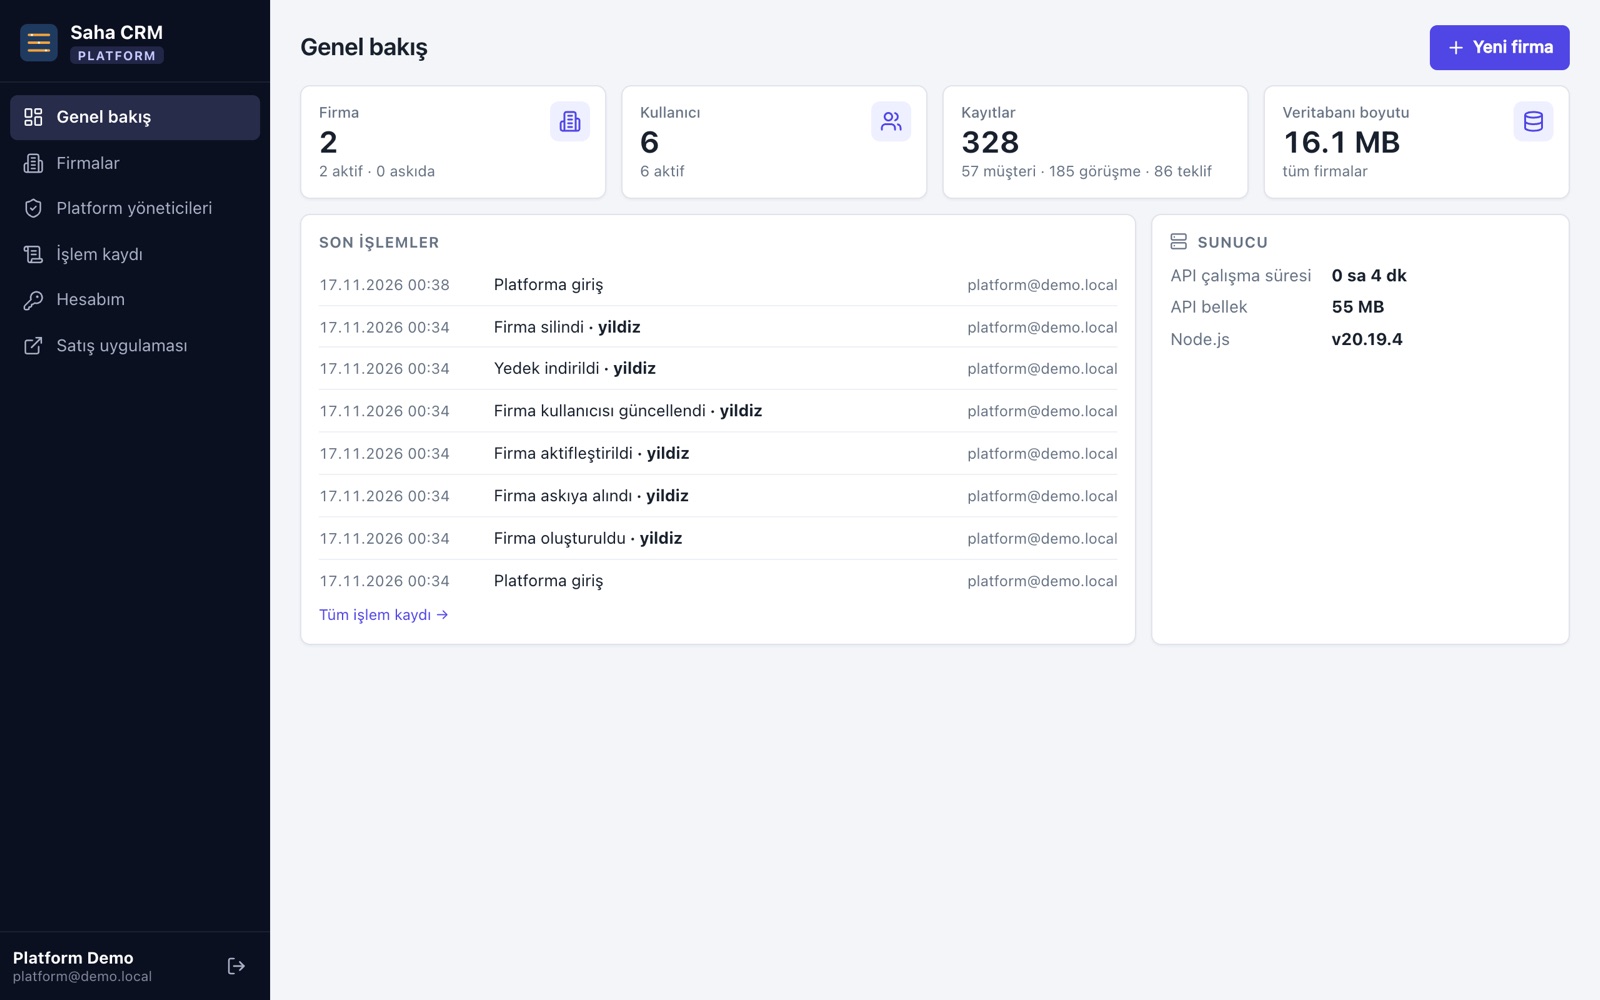 Saha CRM
PLATFORM
Genel bakış
Firmalar
Platform yöneticileri
İşlem kaydı
Hesabım
Satış uygulaması
Platform Demo
platform@demo.local
Genel bakış
+ Yeni firma
Firma
2
2 aktif · 0 askıda
Kullanıcı
6
6 aktif
Kayıtlar
328
57 müşteri · 185 görüşme · 86 teklif
Veritabanı boyutu
16.1 MB
tüm firmalar
SON İŞLEMLER
17.11.2026 00:38 Platforma giriş platform@demo.local
17.11.2026 00:34 Firma silindi · yildiz platform@demo.local
17.11.2026 00:34 Yedek indirildi · yildiz platform@demo.local
17.11.2026 00:34 Firma kullanıcısı güncellendi · yildiz platform@demo.local
17.11.2026 00:34 Firma aktifleştirildi · yildiz platform@demo.local
17.11.2026 00:34 Firma askıya alındı · yildiz platform@demo.local
17.11.2026 00:34 Firma oluşturuldu · yildiz platform@demo.local
17.11.2026 00:34 Platforma giriş platform@demo.local
Tüm işlem kaydı →
SUNUCU
API çalışma süresi 0 sa 4 dk
API bellek 55 MB
Node.js v20.19.4